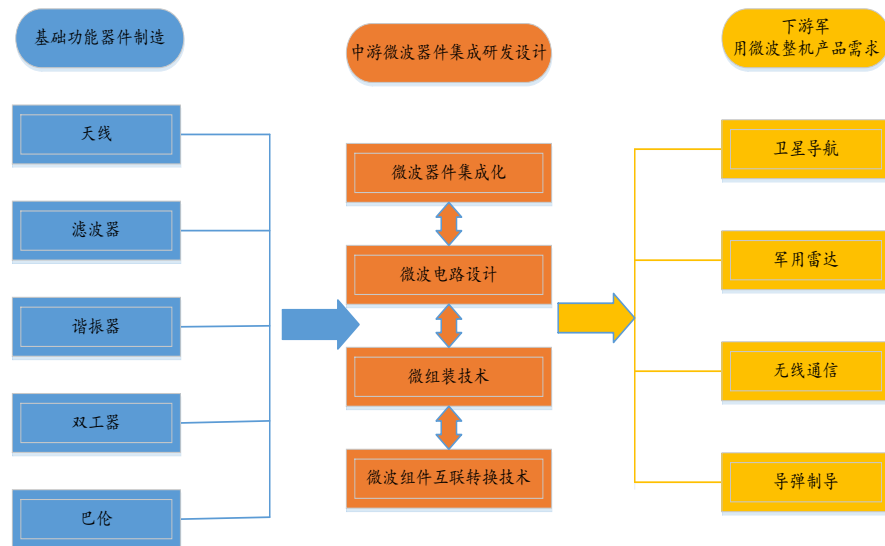 基础功能器件制造
天线
滤波器
谐振器
双工器
巴伦
中游微波器件集成研发设计
微波器件集成化
微波电路设计
微组装技术
微波组件互联转换技术
下游军
用微波整机产品需求
卫星导航
军用雷达
无线通信
导弹制导